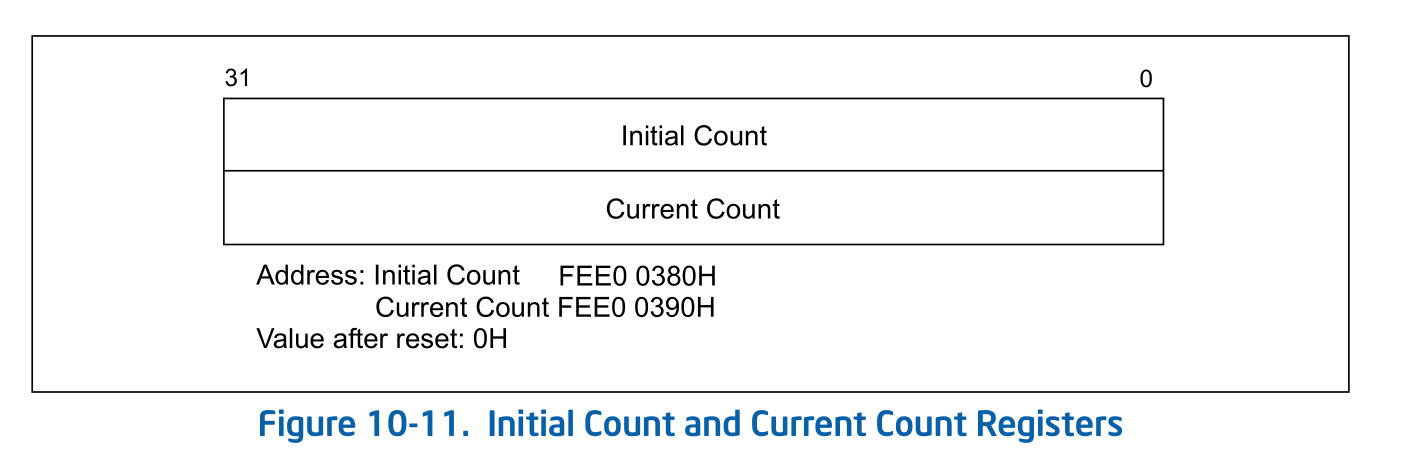 31 0
Initial Count
Current Count
Address: Initial Count FEE0 0380H
Current Count FEE0 0390H
Value after reset: 0H
Figure 10-11. Initial Count and Current Count Registers